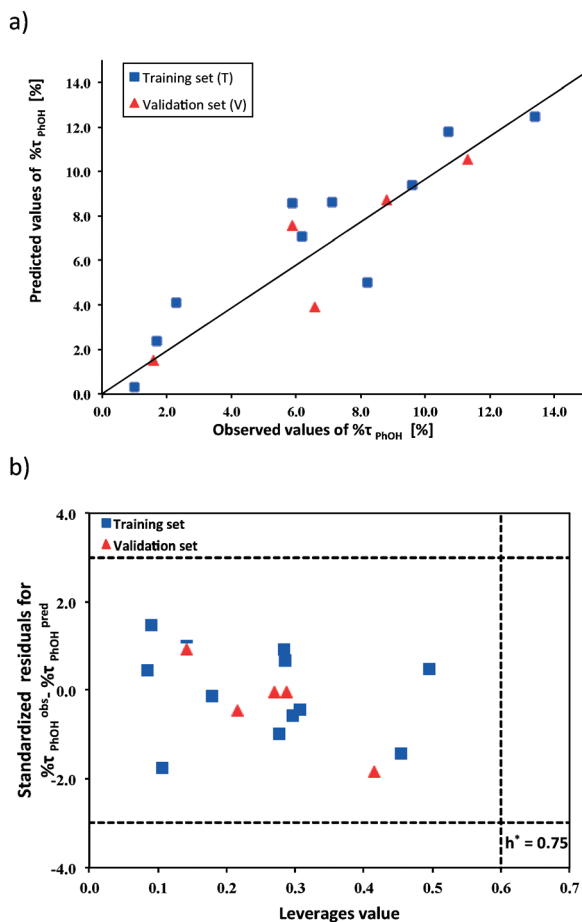 a)
Training set (T)
Validation set (V)
Predicted values of %τ PhOH [%]
14.0
12.0
10.0
8.0
6.0
4.0
2.0
0.0
0.0 2.0 4.0 6.0 8.0 10.0 12.0 14.0
Observed values of %τ PhOH [%]
b)
Training set
Validation set
Standardized residuals for
%τ PhOH obs- %τ PhOH pred
4.0
2.0
0.0
-2.0
-4.0
h* = 0.75
0.0 0.1 0.2 0.3 0.4 0.5 0.6 0.7
Leverages value